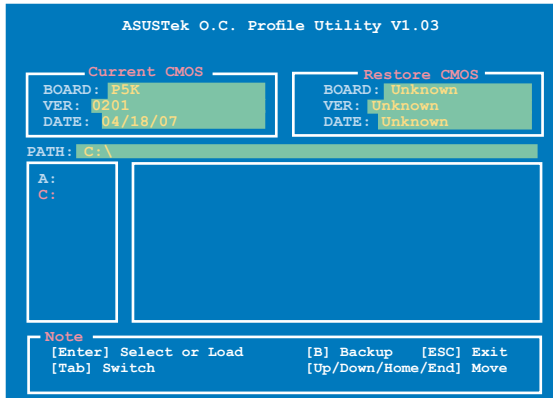 ASUSTek O.C. Profile Utility V1.03
Current CMOS
BOARD: P5K
VER: 0201
DATE: 04/18/07
Restore CMOS
BOARD: Unknown
VER: Unknown
DATE: Unknown
PATH: C:\
A:
C:
Note
[Enter] Select or Load [B] Backup [ESC] Exit
[Tab] Switch [Up/Down/Home/End] Move